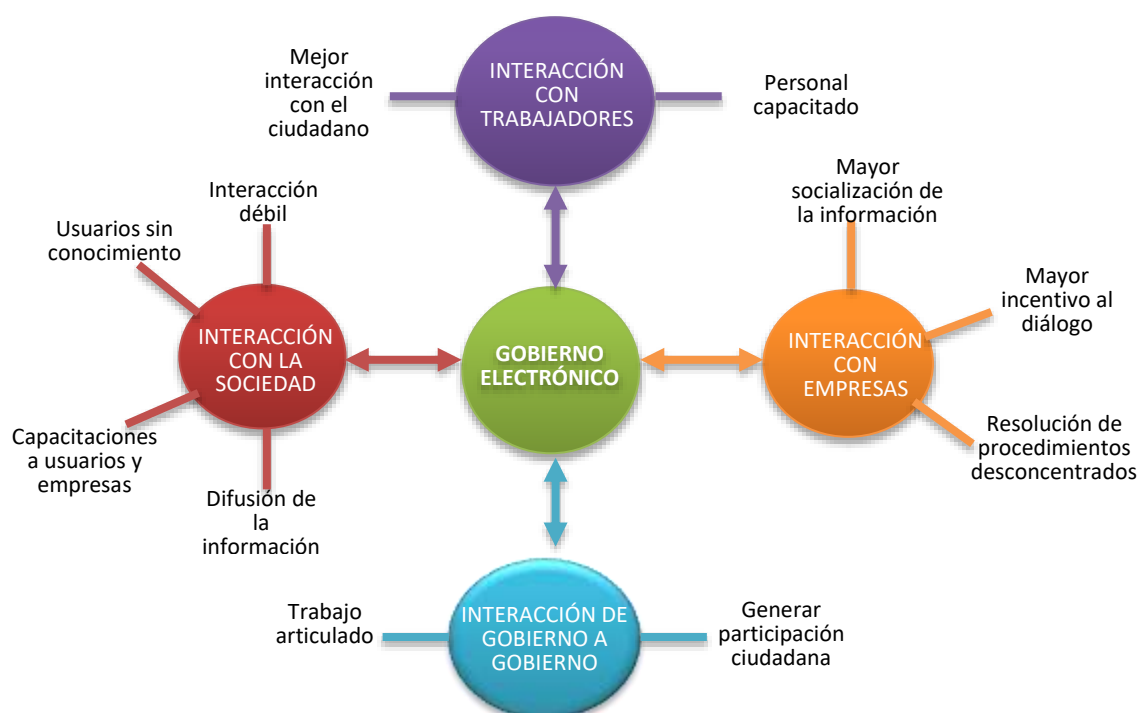 Mejor
interacción
con el
ciudadano
INTERACCIÓN
CON
TRABAJADORES
Personal
capacitado
Interacción
débil
Usuarios sin
conocimiento
INTERACCIÓN
CON LA
SOCIEDAD
Capacitaciones
a usuarios y
empresas
Difusión de
la
información
GOBIERNO
ELECTRÓNICO
Mayor
socialización de
la información
Mayor
incentivo al
diálogo
INTERACCIÓN
CON
EMPRESAS
Resolución de
procedimientos
desconcentrados
Trabajo
articulado
INTERACCIÓN DE
GOBIERNO A
GOBIERNO
Generar
participación
ciudadana